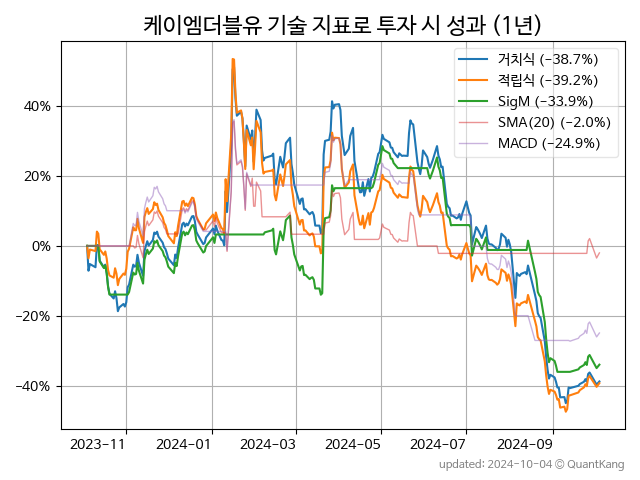 케이엠더블유 기술 지표로 투자 시 성과 (1년)
거치식 (−38.7%)
적립식 (−39.2%)
SigM (−33.9%)
SMA(20) (−2.0%)
MACD (−24.9%)
40%
20%
0%
−20%
−40%
2023-11 2024-01 2024-03 2024-05 2024-07 2024-09
updated: 2024-10-04 © QuantKang